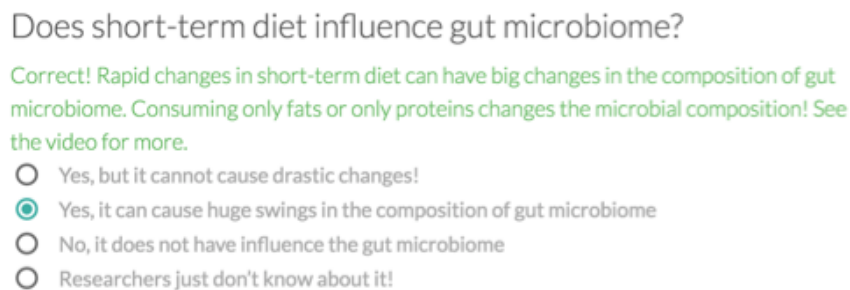 Does short-term diet influence gut microbiome?
Correct! Rapid changes in short-term diet can have big changes in the composition of gut
microbiome. Consuming only fats or only proteins changes the microbial composition! See
the video for more.
Yes, but it cannot cause drastic changes!
Yes, it can cause huge swings in the composition of gut microbiome
No, it does not have influence the gut microbiome
Researchers just don't know about it!